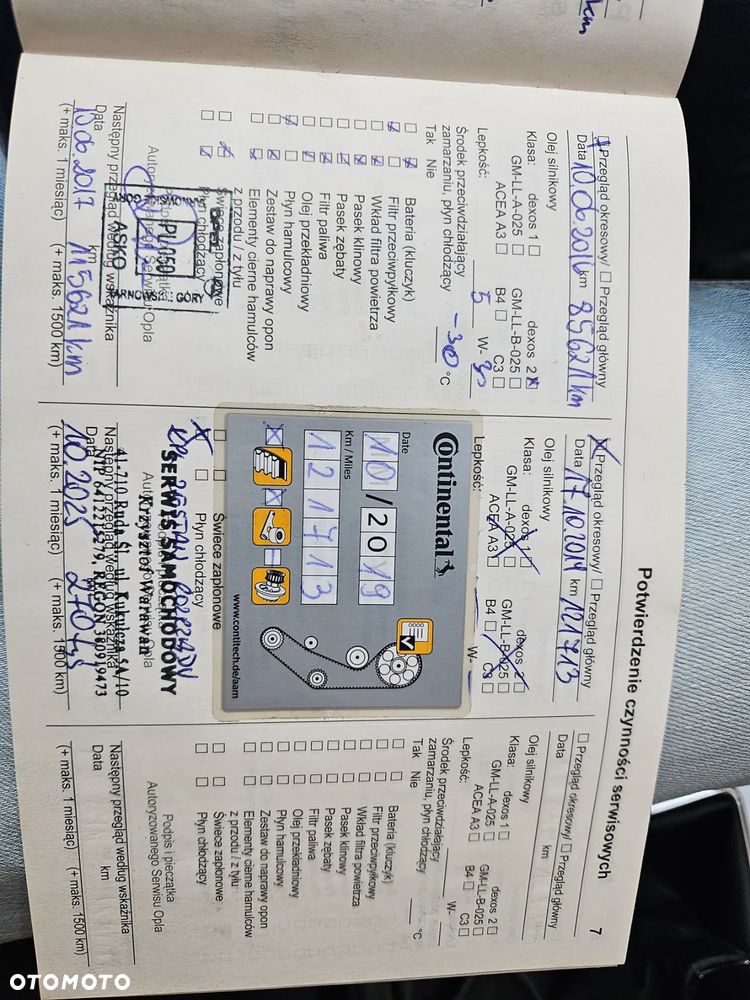 Potwierdzenie czynności serwisowych
7
Przegląd okresowy/ Przegląd główny
Data 10.06.2016 km 85621 km
Olej silnikowy
Klasa: dexos 1 dexos 2
GM-LL-A-025 GM-LL-B-025
ACEA A3 B4 C3
Lepkość: 5 W- 30
Środek przeciwdziałający
zamarzaniu, płyn chłodzący -30 °C
Tak Nie
Bateria (kluczyk)
Filtr przeciwpyłkowy
Wkład filtra powietrza
Pasek klinowy
Pasek zębaty
Filtr paliwa
Olej przekładniowy
Płyn hamulcowy
Zestaw do naprawy opon
Elementy cierne hamulców
z przodu / z tyłu
Świece zapłonowe
Płyn chłodzący
PL 150
ASKO
TARNOWSKIE GÓRY
Autoryzowanego Serwisu Opla
Następny przegląd według wskaźnika
Data km
06.2017 115621 km
(+ maks. 1 miesiąc) (+ maks. 1500 km)
Przegląd okresowy/ Przegląd główny
Data 17.10.2019 km 121713
Olej silnikowy
Klasa: dexos 1 dexos 2
GM-LL-A-025 GM-LL-B-025
ACEA A3 B4 C3
Lepkość: W-
Continental
Date
10/2019
Km / Miles
121713
www.contitech.de/aam
Świece zapłonowe
Płyn chłodzący
SERWIS SAMOCHODOWY
Krzysztof Warwan
41-710 Ruda Śl. ul. Kukułcza 5A/10
Następny przegląd według wskaźnika
Data
10.2025 240 tyś
(+ maks. 1 miesiąc) (+ maks. 1500 km)
Przegląd okresowy/ Przegląd główny
Data km
Olej silnikowy
Klasa: dexos 1 dexos 2
GM-LL-A-025 GM-LL-B-025
ACEA A3 B4 C3
Lepkość: W-
Środek przeciwdziałający
zamarzaniu, płyn chłodzący °C
Tak Nie
Bateria (kluczyk)
Filtr przeciwpyłkowy
Wkład filtra powietrza
Pasek klinowy
Pasek zębaty
Filtr paliwa
Olej przekładniowy
Płyn hamulcowy
Zestaw do naprawy opon
Elementy cierne hamulców
z przodu / z tyłu
Świece zapłonowe
Płyn chłodzący
Podpis i pieczątka
Autoryzowanego Serwisu Opla
Następny przegląd według wskaźnika
Data km
(+ maks. 1 miesiąc) (+ maks. 1500 km)
OTOMOTO